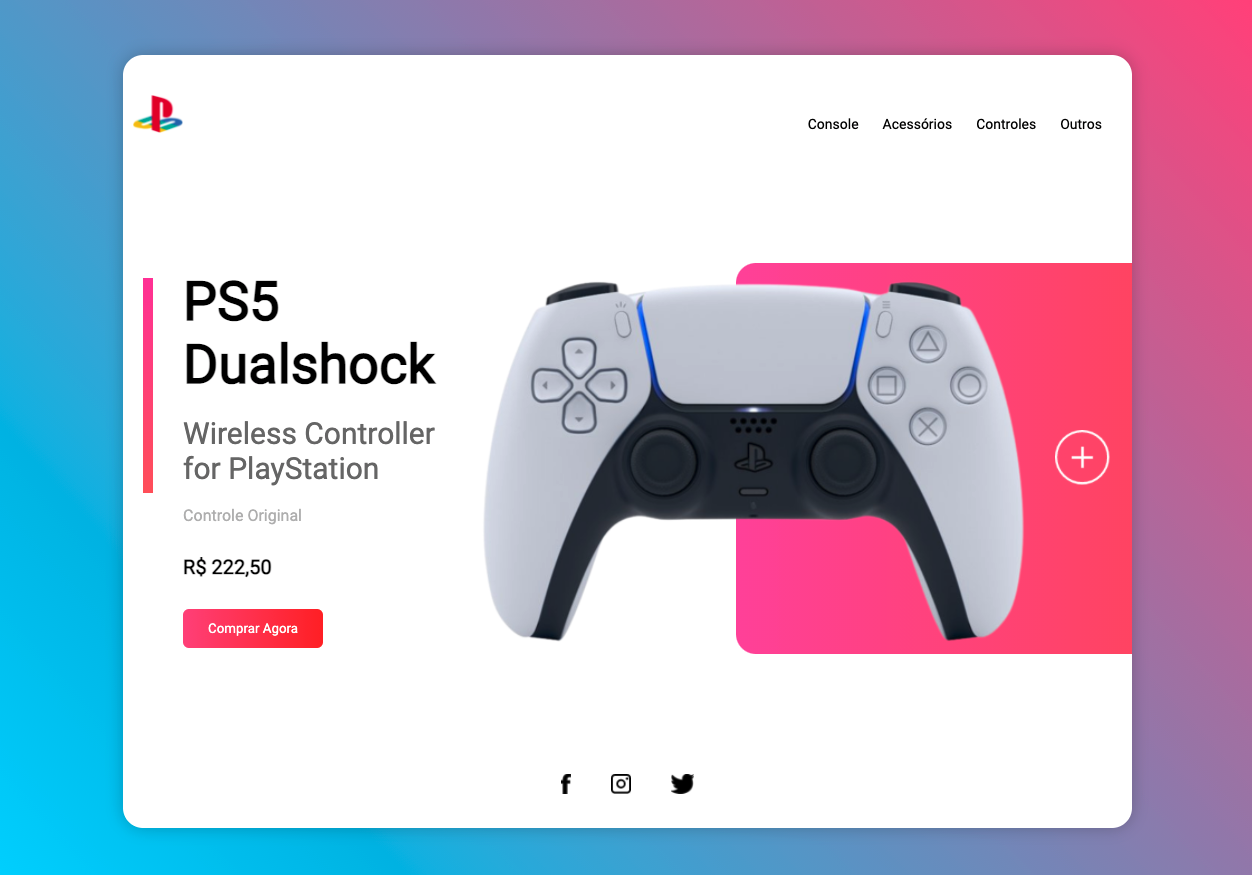 Console Acessórios Controles Outros
PS5
Dualshock
Wireless Controller
for PlayStation
Controle Original
R$ 222,50
Comprar Agora